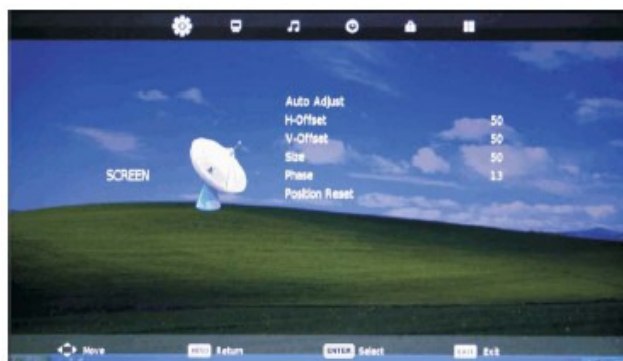 Auto Adjust
H-Offset 50
V-Offset 50
Size 50
SCREEN
Phase 13
Position Reset
Move MENU Return ENTER Select EXIT Exit